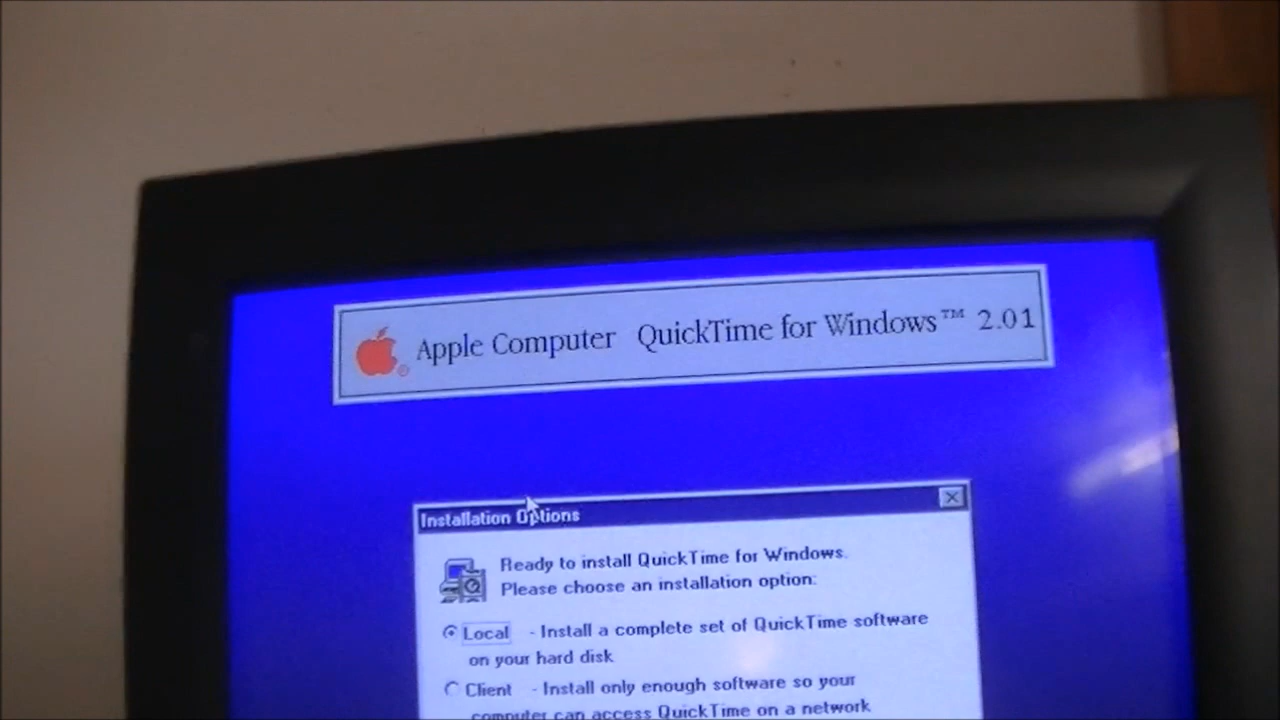 Apple Computer QuickTime for Windows™ 2.01
Installation Options
Ready to install QuickTime for Windows.
Please choose an installation option:
Local - Install a complete set of QuickTime software
on your hard disk
Client - Install only enough software so your
computer can access QuickTime on a network